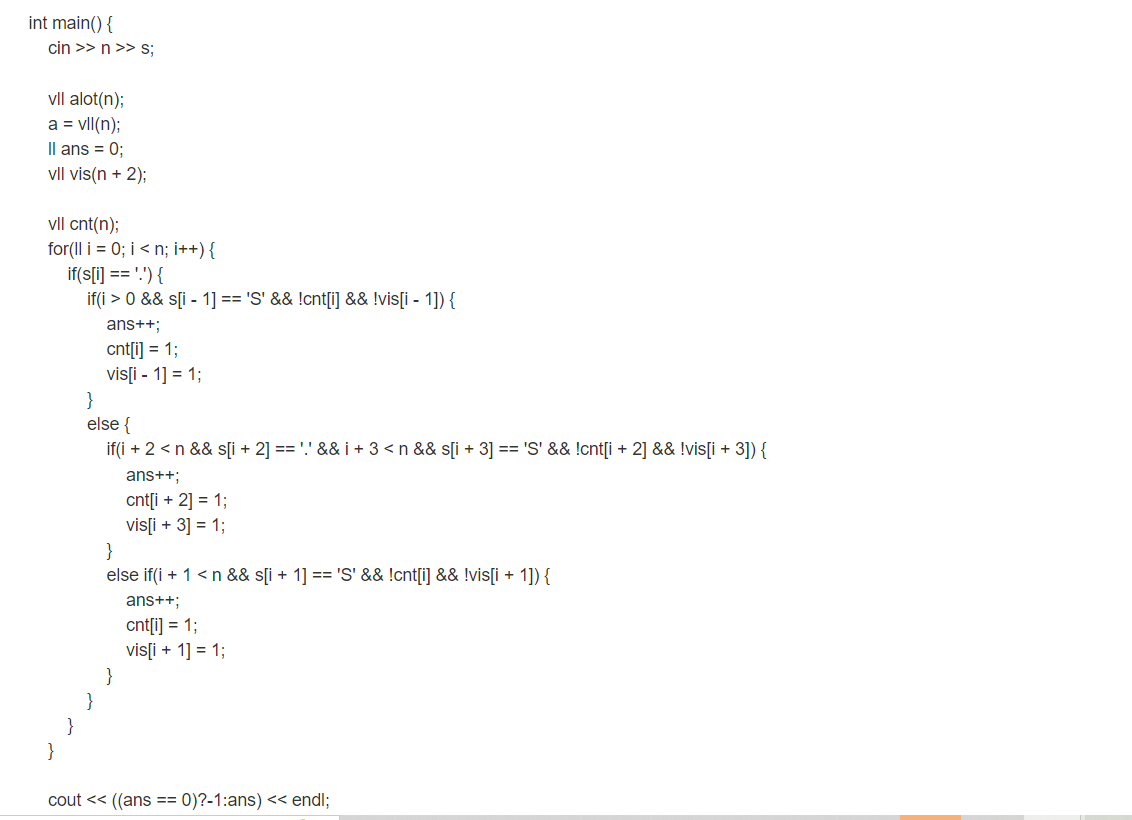 int main() {
cin >> n >> s;
vll alot(n);
a = vll(n);
ll ans = 0;
vll vis(n + 2);
vll cnt(n);
for(ll i = 0; i < n; i++) {
if(s[i] == '.') {
if(i > 0 && s[i - 1] == 'S' && !cnt[i] && !vis[i - 1]) {
ans++;
cnt[i] = 1;
vis[i - 1] = 1;
}
else {
if(i + 2 < n && s[i + 2] == '.' && i + 3 < n && s[i + 3] == 'S' && !cnt[i + 2] && !vis[i + 3]) {
ans++;
cnt[i + 2] = 1;
vis[i + 3] = 1;
}
else if(i + 1 < n && s[i + 1] == 'S' && !cnt[i] && !vis[i + 1]) {
ans++;
cnt[i] = 1;
vis[i + 1] = 1;
}
}
}
}
cout << ((ans == 0)?-1:ans) << endl;